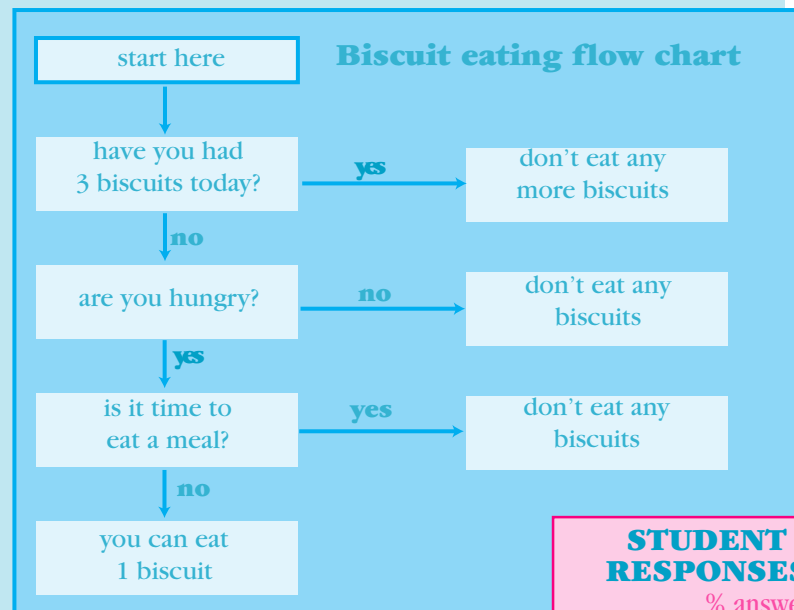 Biscuit eating flow chart
start here
have you had
3 biscuits today?
yes
don't eat any
more biscuits
no
are you hungry?
no
don't eat any
biscuits
yes
is it time to
eat a meal?
yes
don't eat any
biscuits
no
you can eat
1 biscuit
STUDENT
RESPONSES
%